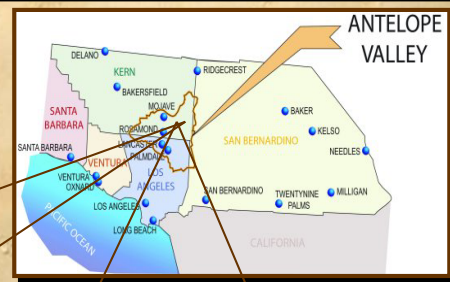 ANTELOPE
VALLEY
DELANO
KERN
RIDGECREST
BAKERSFIELD
MOJAVE
BAKER
SANTA
BARBARA
ROSAMOND
KELSO
SAN BERNARDINO
LANCASTER
SANTA BARBARA
VENTURA
PALMDALE
NEEDLES
LOS
ANGELES
VENTURA
OXNARD
SAN BERNARDINO
TWENTYNINE
PALMS
MILLIGAN
LOS ANGELES
LONG BEACH
PACIFIC OCEAN
CALIFORNIA